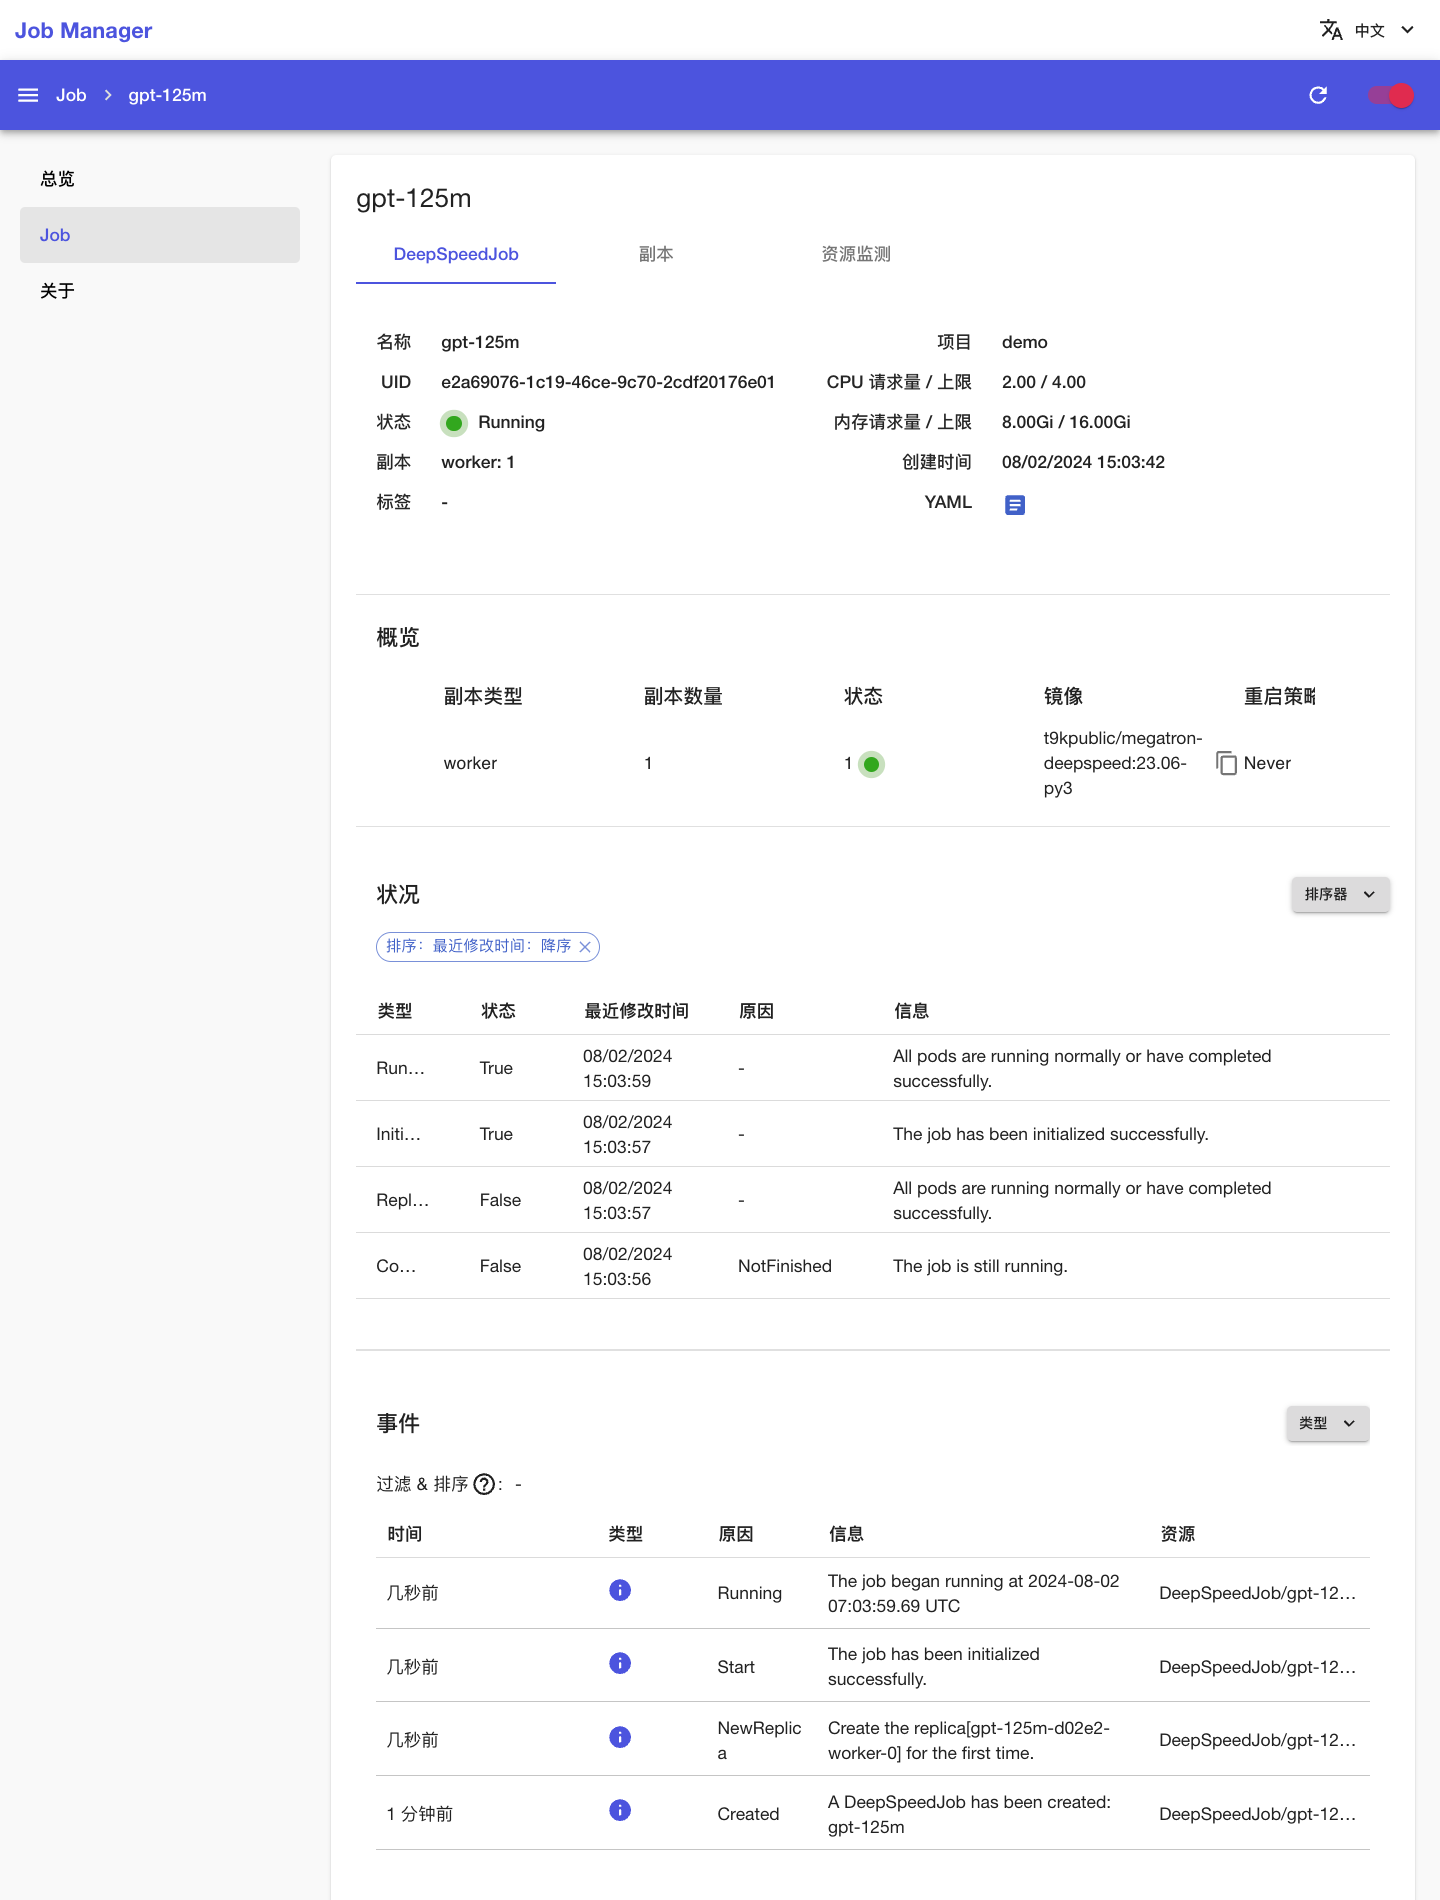 Job Manager
中文
Job
gpt-125m
总览
Job
关于
gpt-125m
DeepSpeedJob 副本 资源监测
名称 gpt-125m 项目 demo
UID e2a69076-1c19-46ce-9c70-2cdf20176e01 CPU 请求量 / 上限 2.00 / 4.00
状态 Running 内存请求量 / 上限 8.00Gi / 16.00Gi
副本 worker: 1 创建时间 08/02/2024 15:03:42
标签 - YAML
概览
副本类型 副本数量 状态 镜像 重启策略
worker 1 1 t9kpublic/megatron-
deepspeed:23.06-
py3
Never
状况
排序器
排序: 最近修改时间: 降序
类型 状态 最近修改时间 原因 信息
Run... True 08/02/2024
15:03:59
- All pods are running normally or have completed
successfully.
Initi... True 08/02/2024
15:03:57
- The job has been initialized successfully.
Repl... False 08/02/2024
15:03:57
- All pods are running normally or have completed
successfully.
Co... False 08/02/2024
15:03:56
NotFinished The job is still running.
事件
类型
过滤 & 排序 : -
时间 类型 原因 信息 资源
几秒前 Running The job began running at 2024-08-02
07:03:59.69 UTC
DeepSpeedJob/gpt-12...
几秒前 Start The job has been initialized
successfully.
DeepSpeedJob/gpt-12...
几秒前 NewReplic
a
Create the replica[gpt-125m-d02e2-
worker-0] for the first time.
DeepSpeedJob/gpt-12...
1 分钟前 Created A DeepSpeedJob has been created:
gpt-125m
DeepSpeedJob/gpt-12...